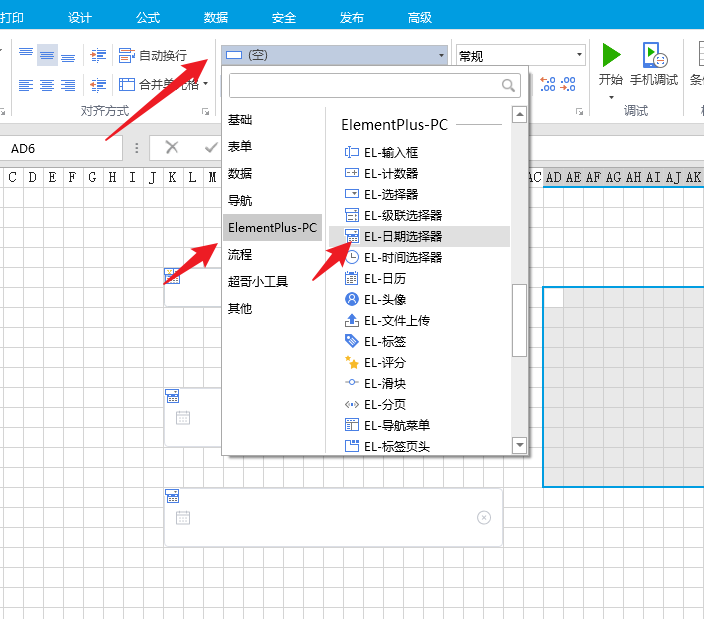 打印 设计 公式 数据 安全 发布 高级
自动换行 (空) 常规
合并单元格 .00 .00 开始 手机调试
对齐方式 调试
AD6
C D E F G H I J K L M AC AD AE AF AG AH AI AJ AK
基础
表单
数据
导航
ElementPlus-PC
流程
超哥小工具
其他
ElementPlus-PC
EL-输入框
EL-计数器
EL-选择器
EL-级联选择器
EL-日期选择器
EL-时间选择器
EL-日历
EL-头像
EL-文件上传
EL-标签
EL-评分
EL-滑块
EL-分页
EL-导航菜单
EL-标签页头